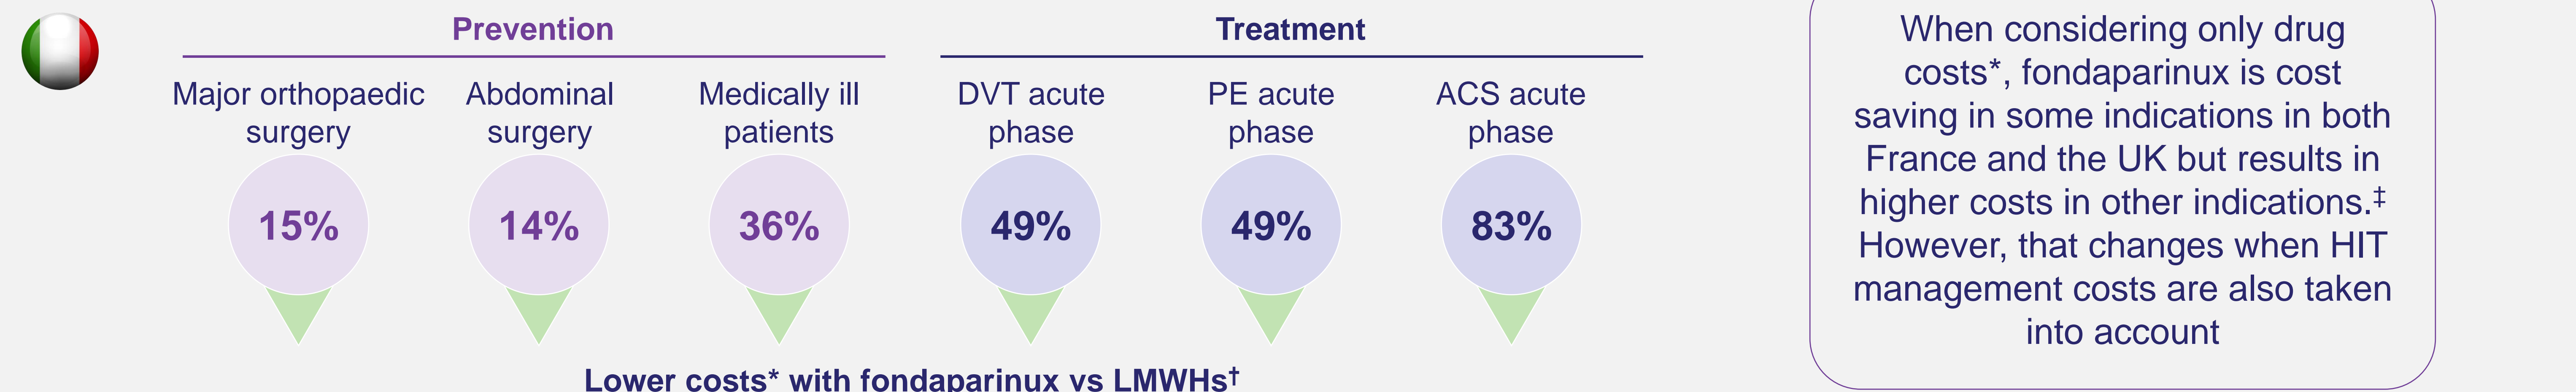 Prevention
Major orthopaedic
surgery
Abdominal
surgery
Medically ill
patients
15%
14%
36%
Treatment
DVT acute
phase
PE acute
phase
ACS acute
phase
49%
49%
83%
Lower costs* with fondaparinux vs LMWHs†
When considering only drug
costs*, fondaparinux is cost
saving in some indications in both
France and the UK but results in
higher costs in other indications.‡
However, that changes when HIT
management costs are also taken
into account